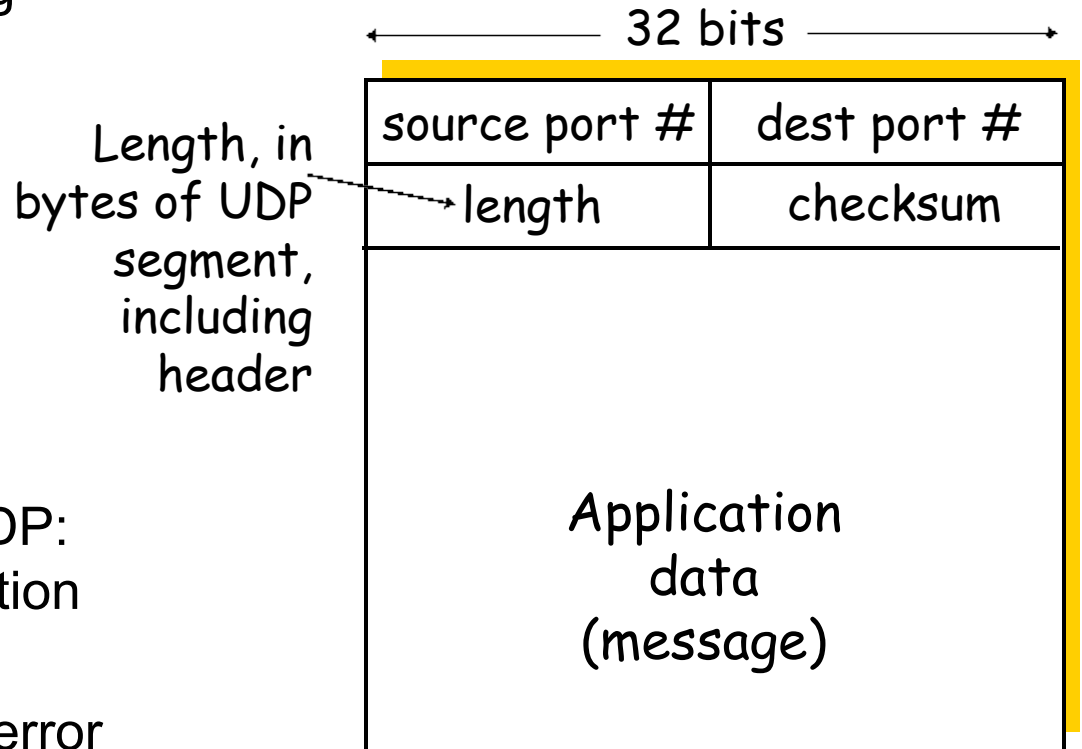 32 bits
source port #
dest port #
Length, in
bytes of UDP
segment,
including
header
length
checksum
Application
data
(message)